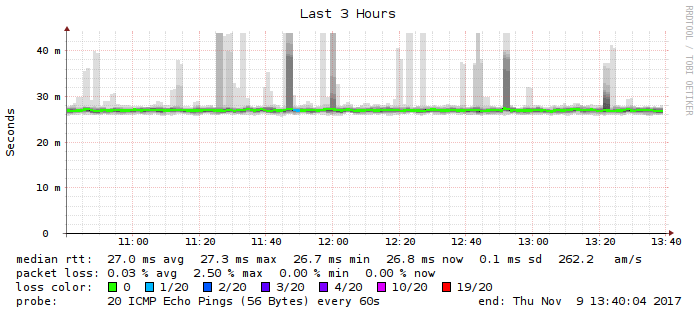 Last 3 Hours
RRDTOOL / TOBI OETIKER
Seconds
40 m
30 m
20 m
10 m
0
11:00 11:20 11:40 12:00 12:20 12:40 13:00 13:20 13:40
median rtt: 27.0 ms avg 27.3 ms max 26.7 ms min 26.8 ms now 0.1 ms sd 262.2 am/s
packet loss: 0.03 % avg 2.50 % max 0.00 % min 0.00 % now
loss color: 0 1/20 2/20 3/20 4/20 10/20 19/20
probe: 20 ICMP Echo Pings (56 Bytes) every 60s end: Thu Nov 9 13:40:04 2017